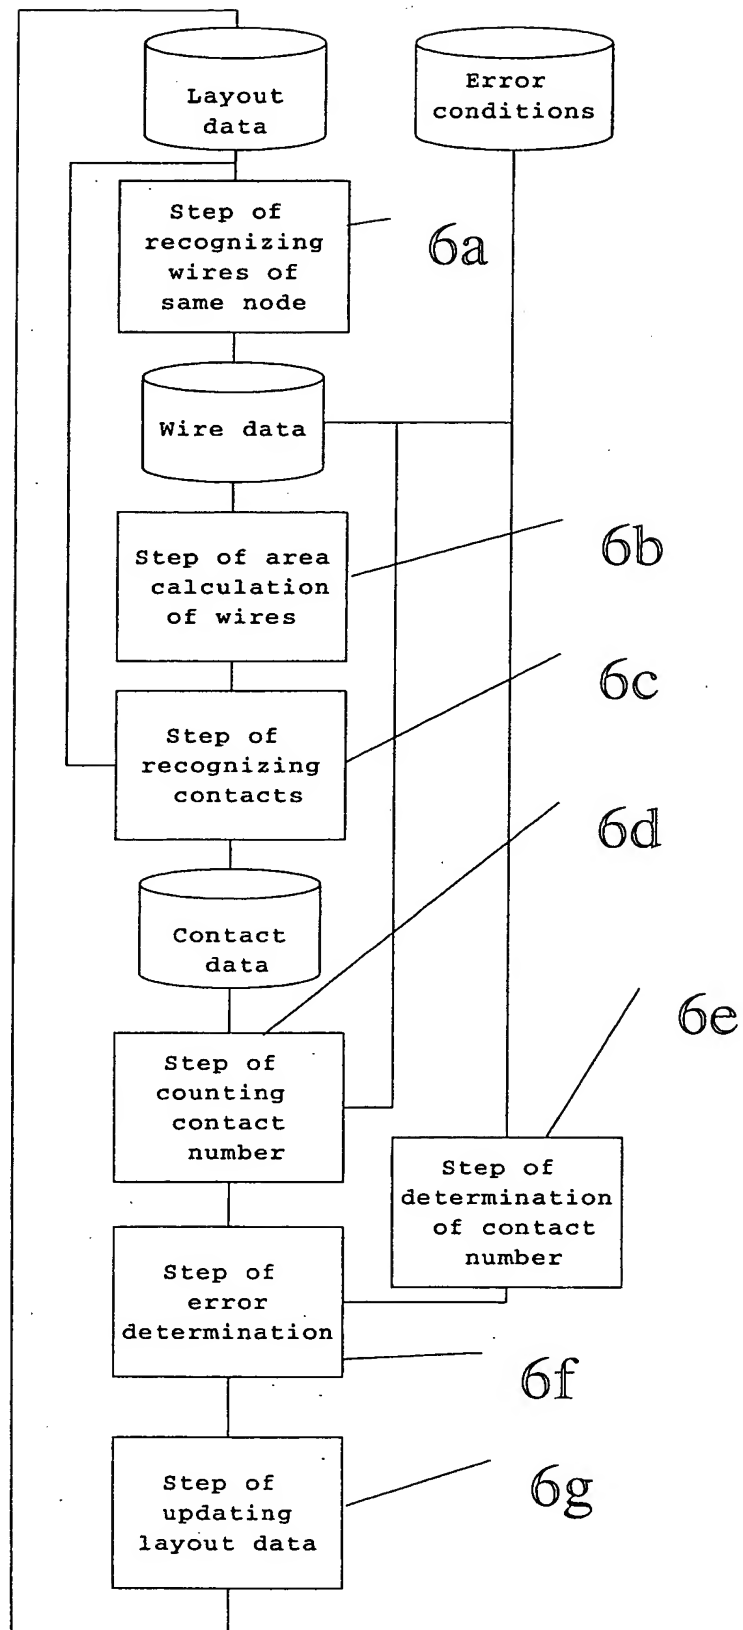 Layout
data
Error
conditions
Step of
recognizing
wires of
same node
6a
Wire data
Step of area
calculation
of wires
6b
Step of
recognizing
contacts
6c
Contact
data
6d
Step of
counting
contact
number
6e
Step of
determination
of contact
number
Step of
error
determination
6f
Step of
updating
layout data
6g